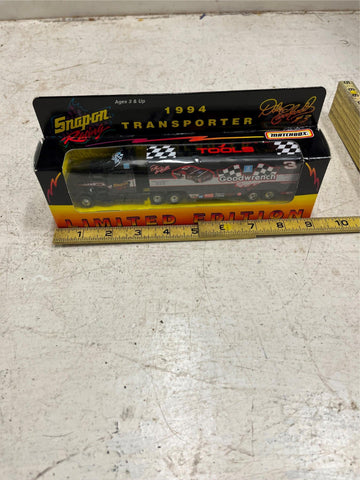 Snap-on
Racing
Ages 3 & Up
1994
TRANSPORTER
MATCHBOX
TOOLS
Goodwrench
3
LIMITED EDITION
1 2 3 4 5 6 7 8 9 10